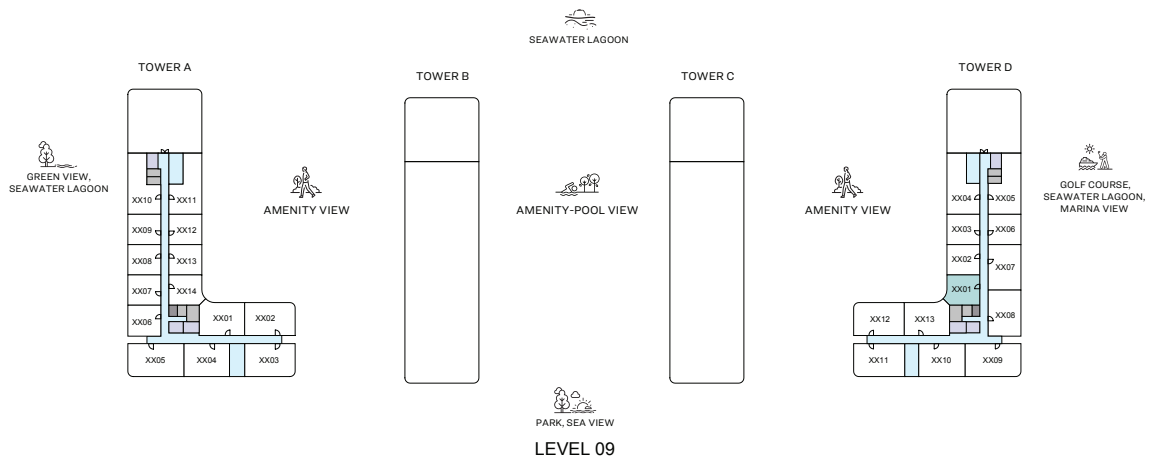 SEAWATER LAGOON
TOWER A
TOWER B
TOWER C
TOWER D
GREEN VIEW,
SEAWATER LAGOON
AMENITY VIEW
AMENITY-POOL VIEW
AMENITY VIEW
GOLF COURSE,
SEAWATER LAGOON,
MARINA VIEW
XX10 XX11
XX09 XX12
XX08 XX13
XX07 XX14
XX06 XX01 XX02
XX05 XX04 XX03
XX04 XX05
XX03 XX06
XX02 XX07
XX01
XX12 XX13 XX08
XX11 XX10 XX09
PARK, SEA VIEW
LEVEL 09